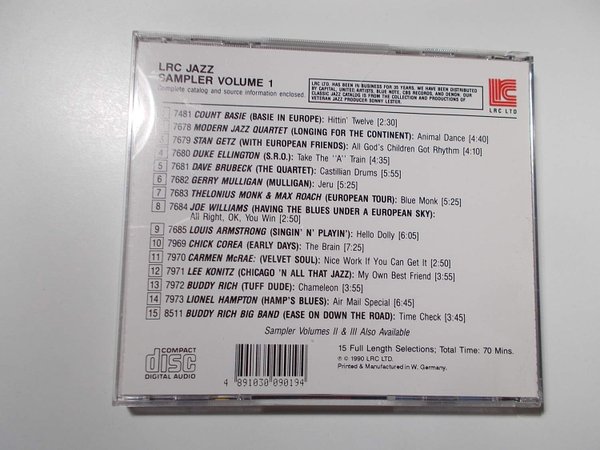 LRC JAZZ
SAMPLER VOLUME 1
Complete catalog and source information enclosed.
LRC LTD. HAS BEEN IN BUSINESS FOR 35 YEARS. WE HAVE BEEN DISTRIBUTED
BY CAPITAL, UNITED ARTISTS, BLUE NOTE, CBS RECORDS, AND DENON. OUR
CLASSIC JAZZ CATALOG IS FROM THE COLLECTION AND PRODUCTIONS OF
VETERAN JAZZ PRODUCER SONNY LESTER.
LRC LTD
7481 COUNT BASIE (BASIE IN EUROPE): Hittin' Twelve [2:30]
7678 MODERN JAZZ QUARTET (LONGING FOR THE CONTINENT): Animal Dance [4:40]
7679 STAN GETZ (WITH EUROPEAN FRIENDS): All God's Children Got Rhythm [4:10]
4 7680 DUKE ELLINGTON (S.R.O.): Take The "A" Train [4:35]
5 7681 DAVE BRUBECK (THE QUARTET): Castillian Drums [5:55]
6 7682 GERRY MULLIGAN (MULLIGAN): Jeru [5:25]
7 7683 THELONIUS MONK & MAX ROACH (EUROPEAN TOUR): Blue Monk [5:25]
8 7684 JOE WILLIAMS (HAVING THE BLUES UNDER A EUROPEAN SKY):
All Right, OK, You Win [2:50]
9 7685 LOUIS ARMSTRONG (SINGIN' N' PLAYIN'): Hello Dolly [6:05]
10 7969 CHICK COREA (EARLY DAYS): The Brain [7:25]
11 7970 CARMEN McRAE: (VELVET SOUL): Nice Work If You Can Get It [2:50]
12 7971 LEE KONITZ (CHICAGO 'N ALL THAT JAZZ): My Own Best Friend [3:55]
13 7972 BUDDY RICH (TUFF DUDE): Chameleon [3:55]
14 7973 LIONEL HAMPTON (HAMP'S BLUES): Air Mail Special [6:45]
15 8511 BUDDY RICH BIG BAND (EASE ON DOWN THE ROAD): Time Check [3:45]
Sampler Volumes II & III Also Available
COMPACT
disc
DIGITAL AUDIO
4 891030 090194
15 Full Length Selections; Total Time: 70 Mins.
℗ © 1990 LRC LTD.
Printed & Manufactured in W. Germany.